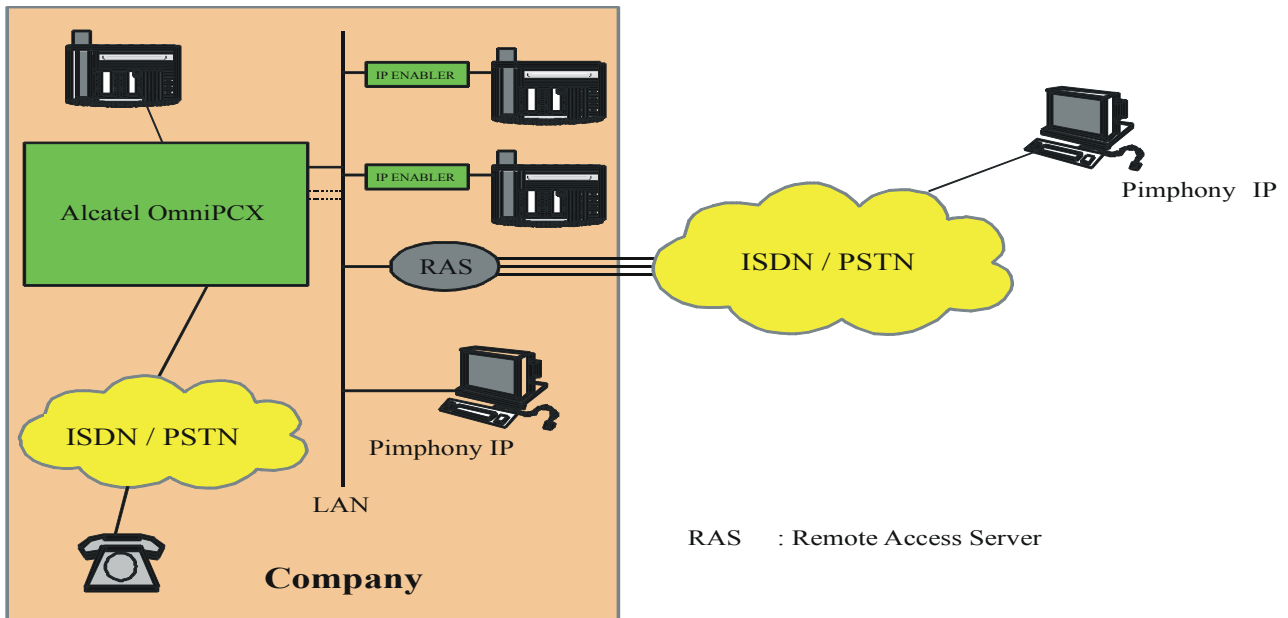 IP ENABLER
IP ENABLER
Alcatel OmniPCX
Pimphony IP
RAS
ISDN / PSTN
ISDN / PSTN
Pimphony IP
LAN
RAS : Remote Access Server
Company